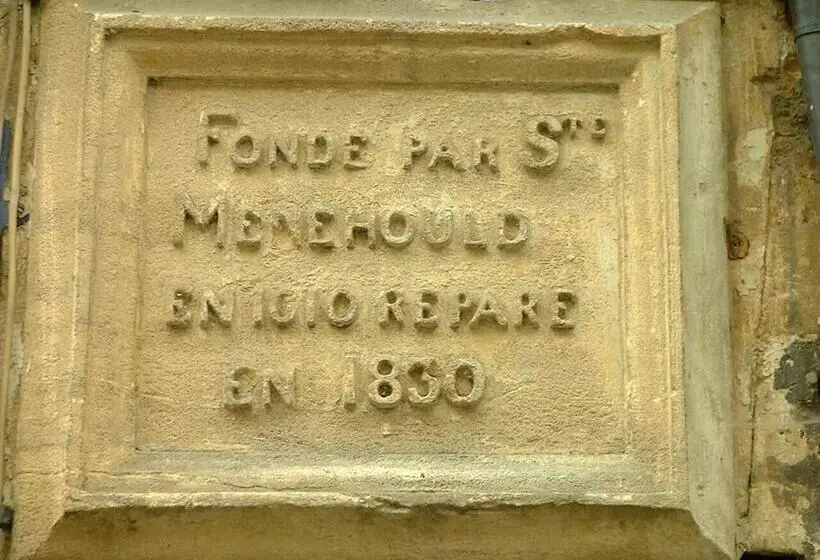 FONDE PAR STE
MENEHOULD
EN 1610 REPARE
EN 1830